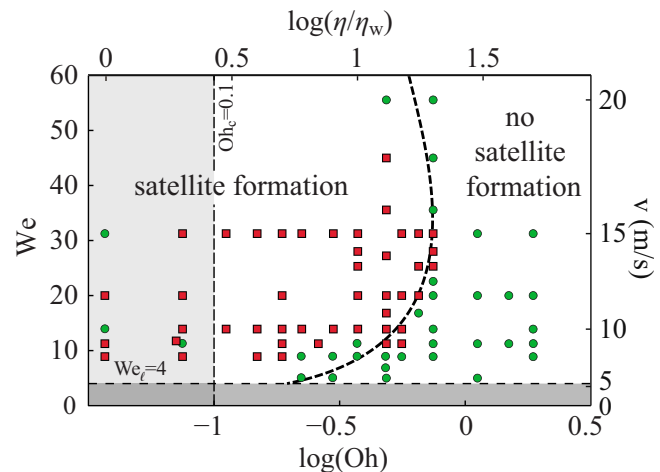 log(η/η_w)
0 0.5 1 1.5
60
50
40
30
20
10
0
We
20
15
10
5
0
v (m/s)
Oh_c=0.1
satellite formation
no
satellite
formation
We_ℓ=4
−1 −0.5 0 0.5
log(Oh)